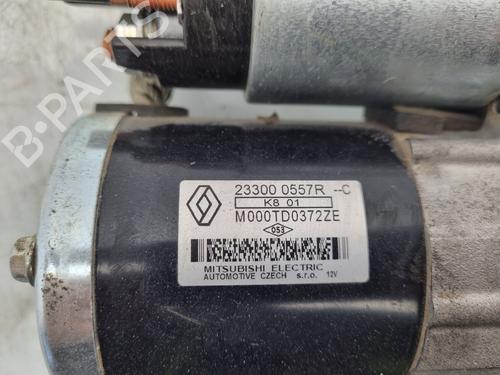 B-PARTS
23300 0557R --C
K8 01
M000TD0372ZE
053
MITSUBISHI ELECTRIC
AUTOMOTIVE CZECH s.r.o. 12V